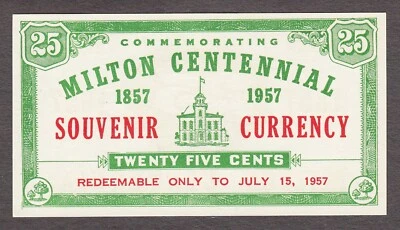 25 COMMEMORATING 25
MILTON CENTENNIAL
1857 1957
SOUVENIR CURRENCY
TWENTY FIVE CENTS
REDEEMABLE ONLY TO JULY 15, 1957